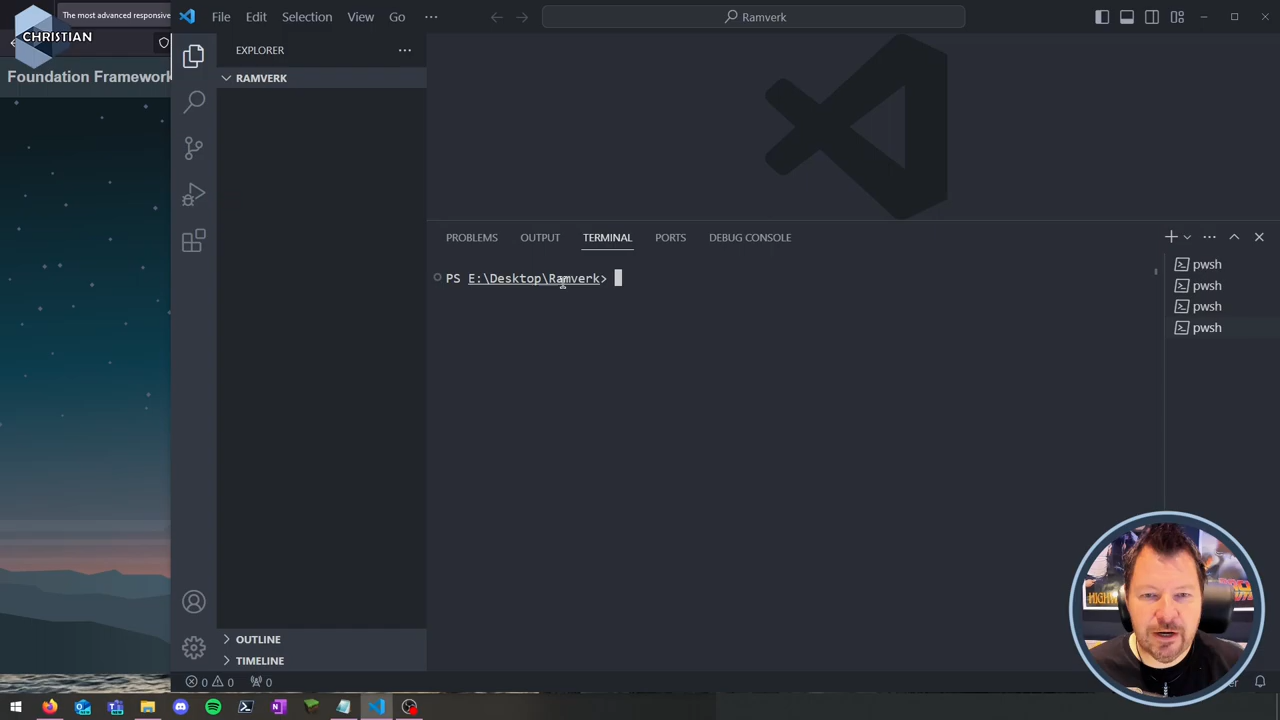 The most advanced responsive
CHRISTIAN
Foundation Framework
File Edit Selection View Go ···
Ramverk
EXPLORER
RAMVERK
PROBLEMS OUTPUT TERMINAL PORTS DEBUG CONSOLE
PS E:\Desktop\Ramverk>
pwsh
pwsh
pwsh
pwsh
OUTLINE
TIMELINE
0 0 0